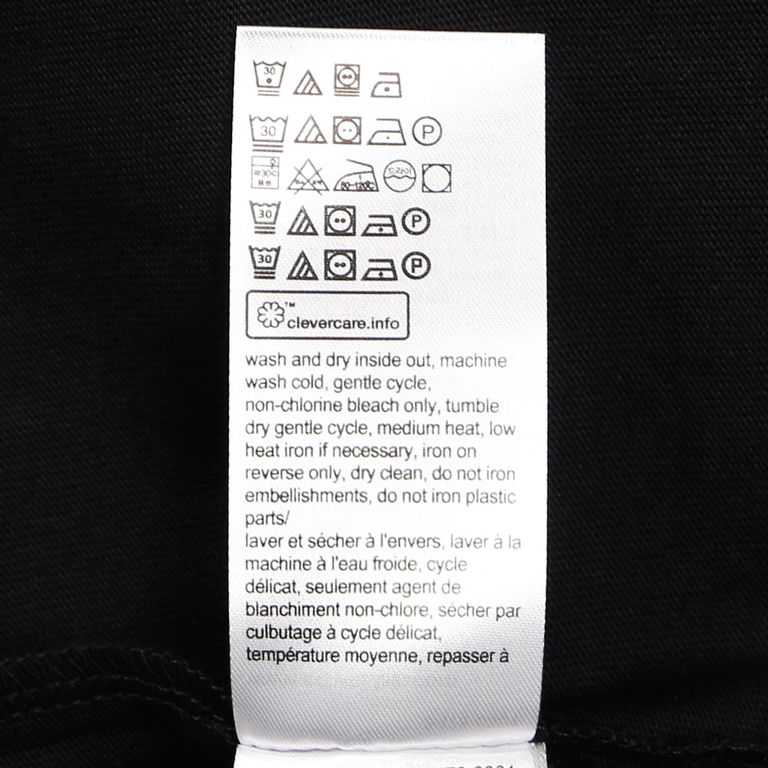 30
30 P
80-120℃
30 P
30 P
™
clevercare.info
wash and dry inside out, machine
wash cold, gentle cycle,
non-chlorine bleach only, tumble
dry gentle cycle, medium heat, low
heat iron if necessary, iron on
reverse only, dry clean, do not iron
embellishments, do not iron plastic
parts/
laver et sécher à l'envers, laver à la
machine à l'eau froide, cycle
délicat, seulement agent de
blanchiment non-chlore, sécher par
culbutage à cycle délicat,
température moyenne, repasser à